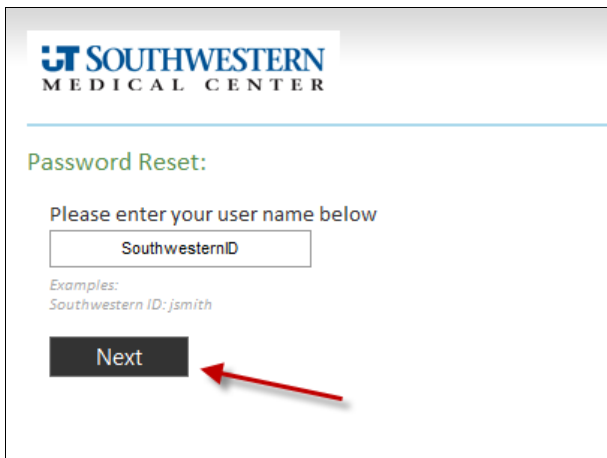 UT SOUTHWESTERN
MEDICAL CENTER
Password Reset:
Please enter your user name below
SouthwesternID
Examples:
Southwestern ID: jsmith
Next